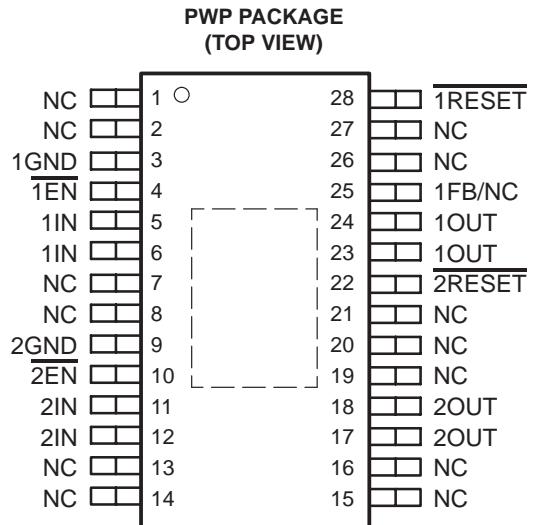 PWP PACKAGE
(TOP VIEW)
NC 1 28 1RESET
NC 2 27 NC
1GND 3 26 NC
1EN 4 25 1FB/NC
1IN 5 24 1OUT
1IN 6 23 1OUT
NC 7 22 2RESET
NC 8 21 NC
2GND 9 20 NC
2EN 10 19 NC
2IN 11 18 2OUT
2IN 12 17 2OUT
NC 13 16 NC
NC 14 15 NC